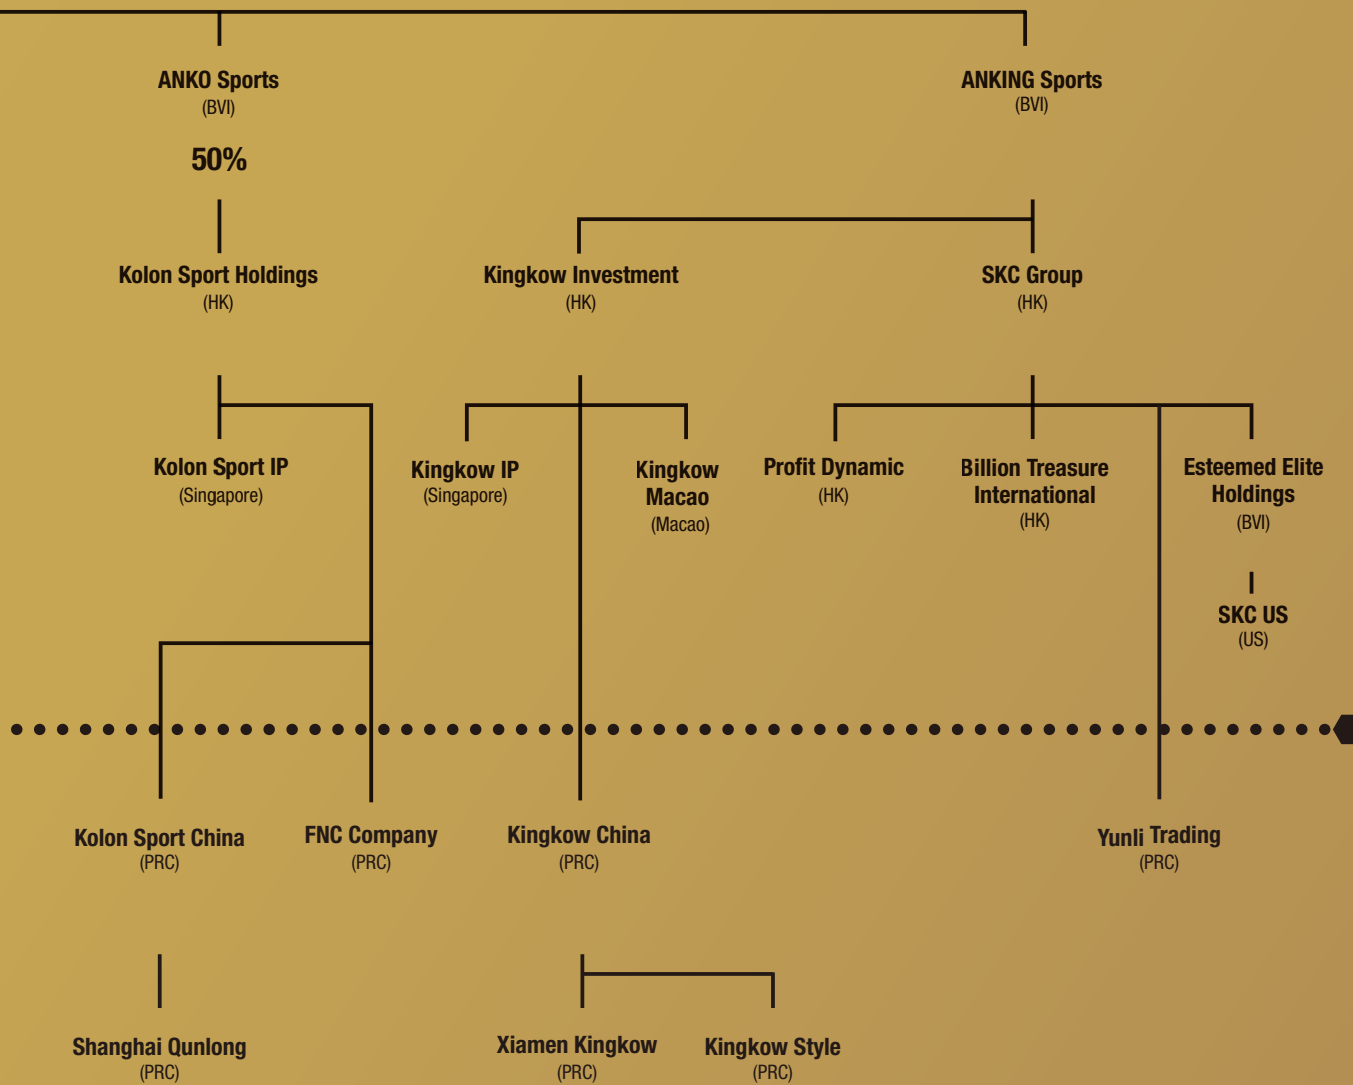 ANKO Sports
(BVI)
50%
ANKING Sports
(BVI)
Kolon Sport Holdings
(HK)
Kingkow Investment
(HK)
SKC Group
(HK)
Kolon Sport IP
(Singapore)
Kingkow IP
(Singapore)
Kingkow
Macao
(Macao)
Profit Dynamic
(HK)
Billion Treasure
International
(HK)
Esteemed Elite
Holdings
(BVI)
SKC US
(US)
Kolon Sport China
(PRC)
FNC Company
(PRC)
Kingkow China
(PRC)
Yunli Trading
(PRC)
Shanghai Qunlong
(PRC)
Xiamen Kingkow
(PRC)
Kingkow Style
(PRC)